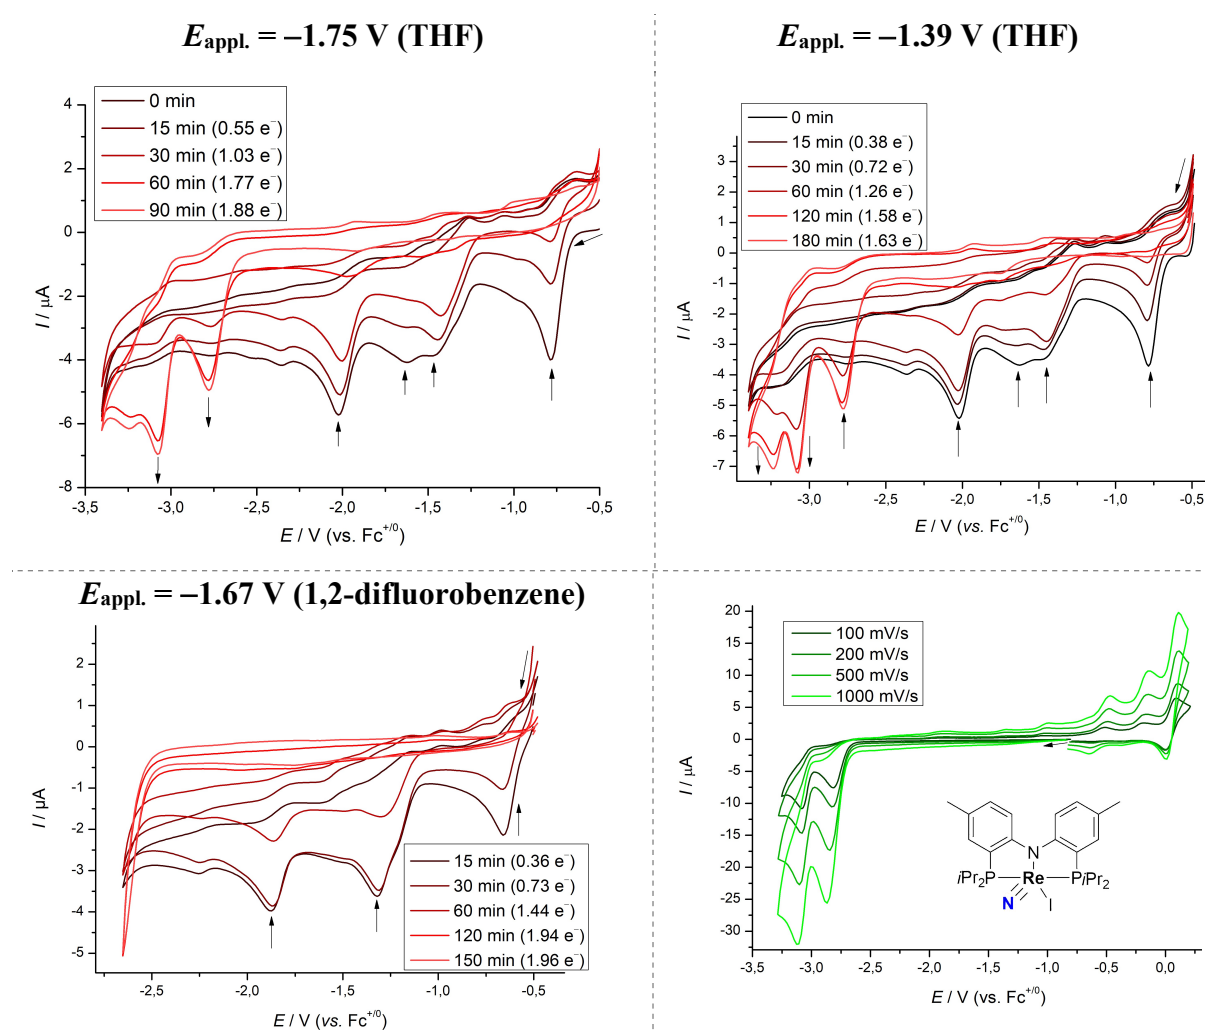 E_appl. = –1.75 V (THF)
0 min
15 min (0.55 e⁻)
30 min (1.03 e⁻)
60 min (1.77 e⁻)
90 min (1.88 e⁻)
4
2
0
-2
-4
-6
-8
I / µA
-3,5
-3,0
-2,5
-2,0
-1,5
-1,0
-0,5
E / V (vs. Fc⁺/⁰)
E_appl. = –1.39 V (THF)
0 min
15 min (0.38 e⁻)
30 min (0.72 e⁻)
60 min (1.26 e⁻)
120 min (1.58 e⁻)
180 min (1.63 e⁻)
3
2
1
0
-1
-2
-3
-4
-5
-6
-7
I / µA
-3,0
-2,5
-2,0
-1,5
-1,0
-0,5
E / V (vs. Fc⁺/⁰)
E_appl. = –1.67 V (1,2-difluorobenzene)
2
1
0
-1
-2
-3
-4
-5
I / µA
15 min (0.36 e⁻)
30 min (0.73 e⁻)
60 min (1.44 e⁻)
120 min (1.94 e⁻)
150 min (1.96 e⁻)
-2,5
-2,0
-1,5
-1,0
-0,5
E / V (vs. Fc⁺/⁰)
100 mV/s
200 mV/s
500 mV/s
1000 mV/s
20
15
10
5
0
-5
-10
-15
-20
-25
-30
I / µA
N
iPr₂P
Re
PiPr₂
N
I
-3,5
-3,0
-2,5
-2,0
-1,5
-1,0
-0,5
0,0
E / V (vs. Fc⁺/⁰)